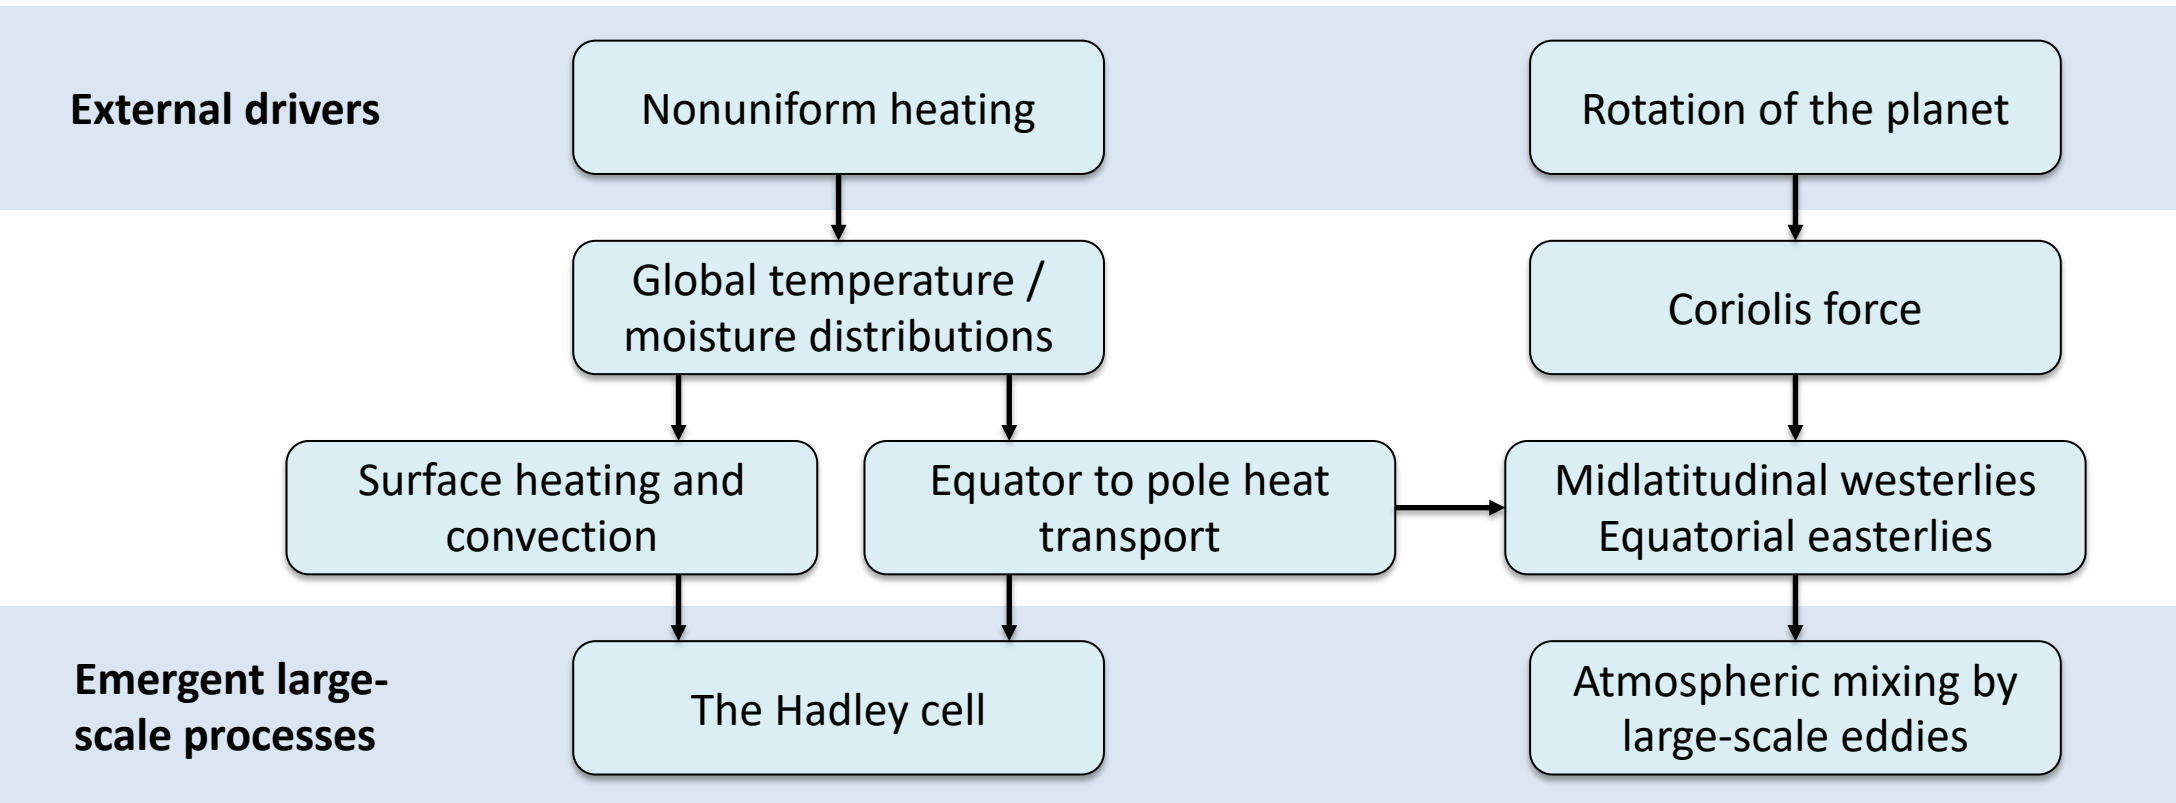 External drivers
Nonuniform heating
Rotation of the planet
Global temperature /
moisture distributions
Coriolis force
Surface heating and
convection
Equator to pole heat
transport
Midlatitudinal westerlies
Equatorial easterlies
Emergent large-
scale processes
The Hadley cell
Atmospheric mixing by
large-scale eddies